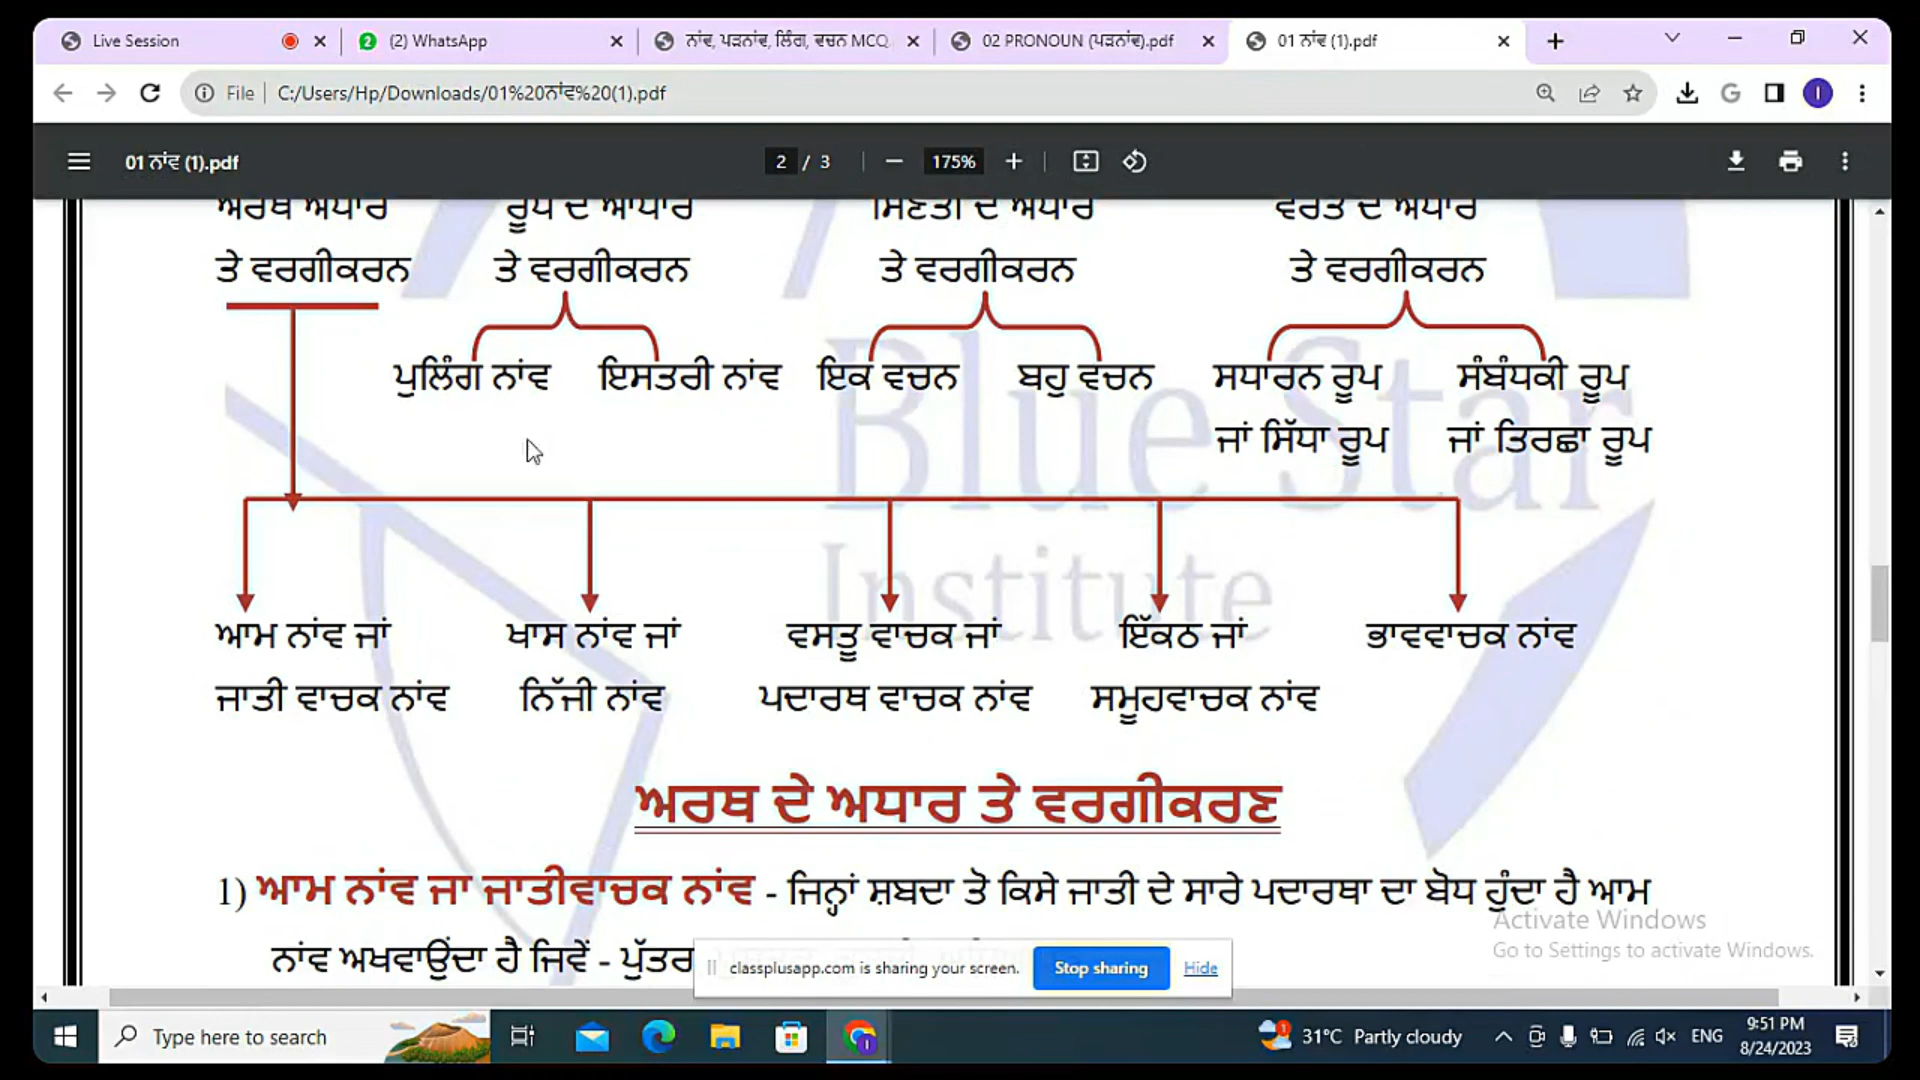 Live Session
(2) WhatsApp
ਨਾਂਵ, ਪੜਨਾਂਵ, ਲਿੰਗ, ਵਚਨ MCQ
02 PRONOUN (ਪੜਨਾਂਵ).pdf
01 ਨਾਂਵ (1).pdf
File
C:/Users/Hp/Downloads/01%20ਨਾਂਵ%20(1).pdf
01 ਨਾਂਵ (1).pdf
2 / 3
175%
ਅਰਥ ਅਧਾਰ
ਰੂਪ ਦੇ ਆਧਾਰ
ਗਿਣਤੀ ਦੇ ਅਧਾਰ
ਵਰਤੋਂ ਦੇ ਅਧਾਰ
ਤੇ ਵਰਗੀਕਰਨ
ਤੇ ਵਰਗੀਕਰਨ
ਤੇ ਵਰਗੀਕਰਨ
ਤੇ ਵਰਗੀਕਰਨ
ਪੁਲਿੰਗ ਨਾਂਵ
ਇਸਤਰੀ ਨਾਂਵ
ਇਕ ਵਚਨ
ਬਹੁ ਵਚਨ
ਸਧਾਰਨ ਰੂਪ
ਜਾਂ ਸਿੱਧਾ ਰੂਪ
ਸੰਬੰਧਕੀ ਰੂਪ
ਜਾਂ ਤਿਰਛਾ ਰੂਪ
Blue Star
Institute
ਆਮ ਨਾਂਵ ਜਾਂ
ਜਾਤੀ ਵਾਚਕ ਨਾਂਵ
ਖਾਸ ਨਾਂਵ ਜਾਂ
ਨਿੱਜੀ ਨਾਂਵ
ਵਸਤੂ ਵਾਚਕ ਜਾਂ
ਪਦਾਰਥ ਵਾਚਕ ਨਾਂਵ
ਇੱਕਠ ਜਾਂ
ਸਮੂਹਵਾਚਕ ਨਾਂਵ
ਭਾਵਵਾਚਕ ਨਾਂਵ
ਅਰਥ ਦੇ ਅਧਾਰ ਤੇ ਵਰਗੀਕਰਣ
1) ਆਮ ਨਾਂਵ ਜਾ ਜਾਤੀਵਾਚਕ ਨਾਂਵ - ਜਿਨ੍ਹਾਂ ਸ਼ਬਦਾ ਤੋ ਕਿਸੇ ਜਾਤੀ ਦੇ ਸਾਰੇ ਪਦਾਰਥਾ ਦਾ ਬੋਧ ਹੁੰਦਾ ਹੈ ਆਮ
ਨਾਂਵ ਅਖਵਾਉਂਦਾ ਹੈ ਜਿਵੇਂ - ਪੁੱਤਰ
Activate Windows
Go to Settings to activate Windows.
classplusapp.com is sharing your screen.
Stop sharing
Hide
Type here to search
31°C Partly cloudy
ENG
9:51 PM
8/24/2023